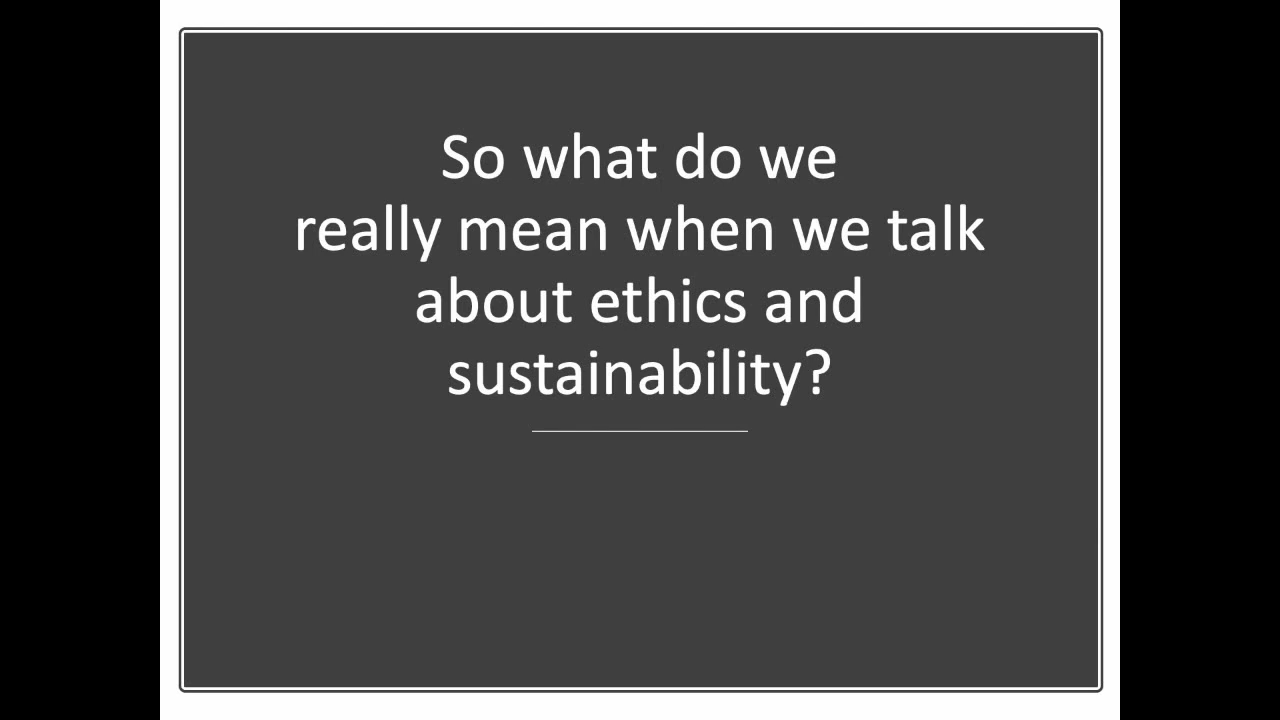 So what do we
really mean when we talk
about ethics and
sustainability?